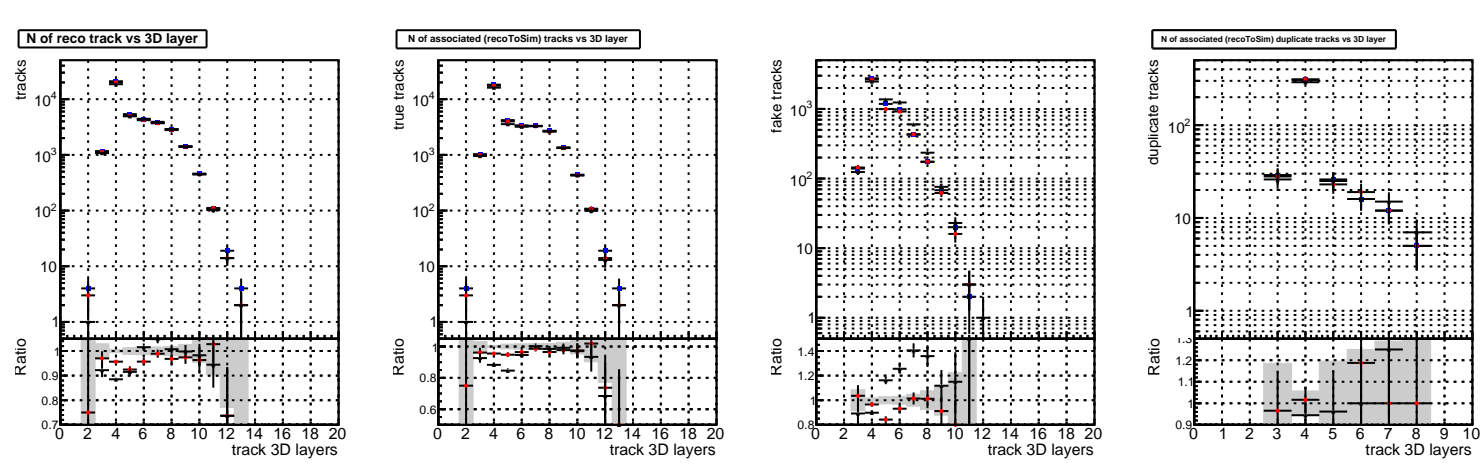 N of reco track vs 3D layer
tracks
10^4
10^3
10^2
10
1
Ratio
1
0.9
0.8
0.7
0 2 4 6 8 10 12 14 16 18 20
track 3D layers
N of associated (recoToSim) tracks vs 3D layer
true tracks
10^4
10^3
10^2
10
1
Ratio
1
0.8
0.6
0 2 4 6 8 10 12 14 16 18 20
track 3D layers
fake tracks
10^3
10^2
10
1
Ratio
1.4
1.2
1
0.8
0 2 4 6 8 10 12 14 16 18 20
track 3D layers
N of associated (recoToSim) duplicate tracks vs 3D layer
duplicate tracks
10^2
10
1
Ratio
1.3
1.2
1.1
1
0.9
0 1 2 3 4 5 6 7 8 9 10
track 3D layers